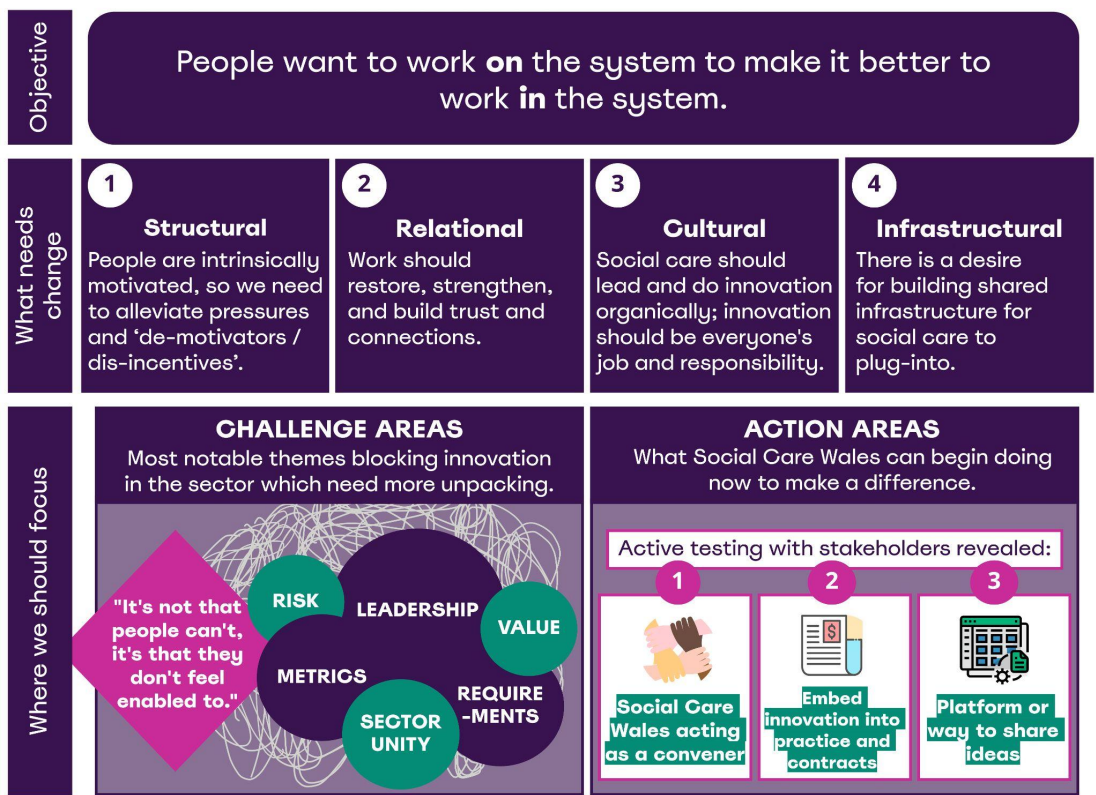 Objective
People want to work on the system to make it better to
work in the system.
What needs
change
1
Structural
People are intrinsically
motivated, so we need
to alleviate pressures
and ‘de-motivators /
dis-incentives’.
2
Relational
Work should
restore, strengthen,
and build trust and
connections.
3
Cultural
Social care should
lead and do innovation
organically; innovation
should be everyone's
job and responsibility.
4
Infrastructural
There is a desire
for building shared
infrastructure for
social care to
plug-into.
Where we should focus
CHALLENGE AREAS
Most notable themes blocking innovation
in the sector which need more unpacking.
"It's not that
people can't,
it's that they
don't feel
enabled to."
RISK
LEADERSHIP
VALUE
METRICS
REQUIRE
-MENTS
SECTOR
UNITY
ACTION AREAS
What Social Care Wales can begin doing
now to make a difference.
Active testing with stakeholders revealed:
1
Social Care
Wales acting
as a convener
2
$
Embed
innovation into
practice and
contracts
3
Platform or
way to share
ideas